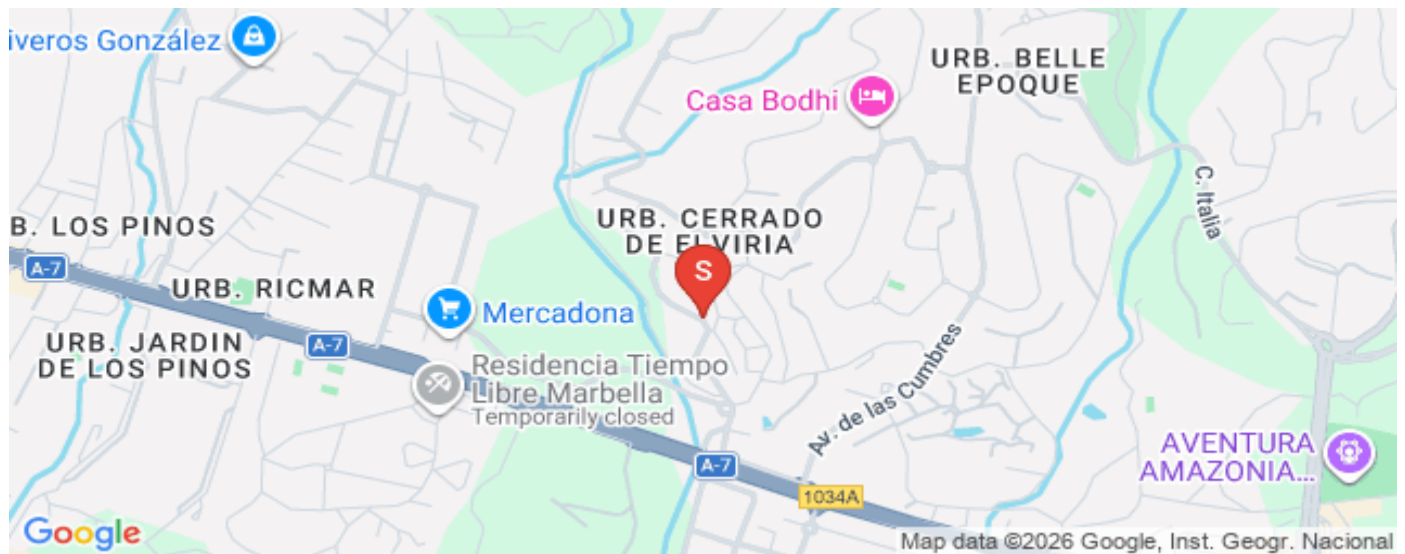 iveros González
URB. BELLE
EPOQUE
Casa Bodhi
C. Italia
B. LOS PINOS
URB. CERRADO
DE ELVIRIA
A-7
S
URB. RICMAR
Mercadona
URB. JARDIN
DE LOS PINOS
A-7
Residencia Tiempo
Libre Marbella
Temporarily closed
Av. de las Cumbres
AVENTURA
AMAZONIA...
A-7
1034A
Google
Map data ©2026 Google, Inst. Geogr. Nacional